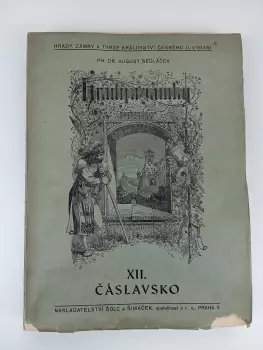 HRADY, ZÁMKY A TVRZE KRÁLOVSTVÍ ČESKÉHO. II. VYDÁNÍ
PH. DR. AUGUST SEDLÁČEK
Hrady a zámky
XII.
ČÁSLAVSKO
NAKLADATELSTVÍ ŠOLC a ŠIMÁČEK, společnost s r. o., PRAHA II